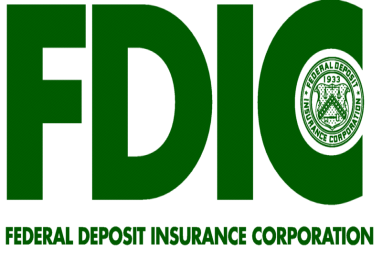 FDIC
FEDERAL DEPOSIT
1933
INSURANCE CORPORATION
FEDERAL DEPOSIT INSURANCE CORPORATION